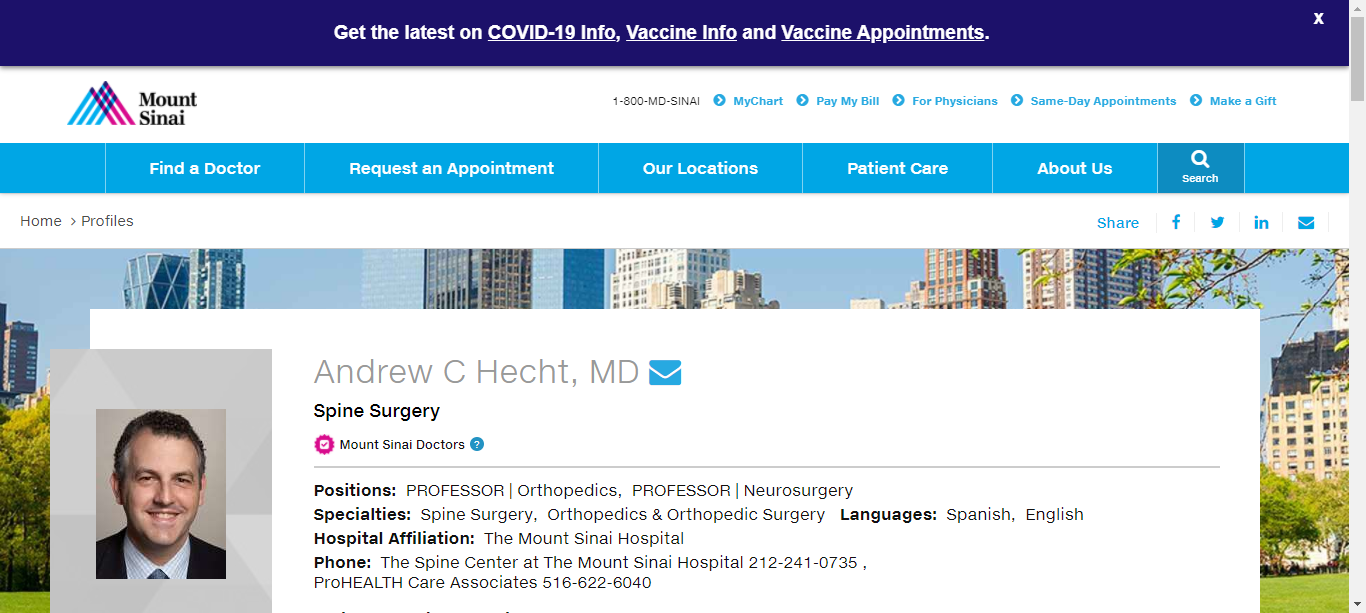 Get the latest on COVID-19 Info, Vaccine Info and Vaccine Appointments.
X
Mount
Sinai
1-800-MD-SINAI MyChart Pay My Bill For Physicians Same-Day Appointments Make a Gift
Find a Doctor Request an Appointment Our Locations Patient Care About Us Search
Home > Profiles
Share
Andrew C Hecht, MD
Spine Surgery
Mount Sinai Doctors ?
Positions: PROFESSOR | Orthopedics, PROFESSOR | Neurosurgery
Specialties: Spine Surgery, Orthopedics & Orthopedic Surgery Languages: Spanish, English
Hospital Affiliation: The Mount Sinai Hospital
Phone: The Spine Center at The Mount Sinai Hospital 212-241-0735 ,
ProHEALTH Care Associates 516-622-6040